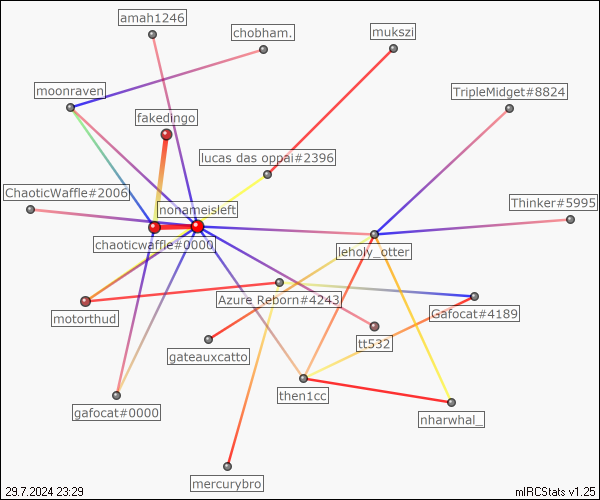 amah1246
chobham.
mukszi
moonraven
TripleMidget#8824
fakedingo
lucas das oppai#2396
ChaoticWaffle#2006
Thinker#5995
nonameisleft
chaoticwaffle#0000
leholy_otter
Azure Reborn#4243
Gafocat#4189
motorthud
tt532
gateauxcatto
then1cc
gafocat#0000
nharwhal_
mercurybro
29.7.2024 23:29
mIRCStats v1.25